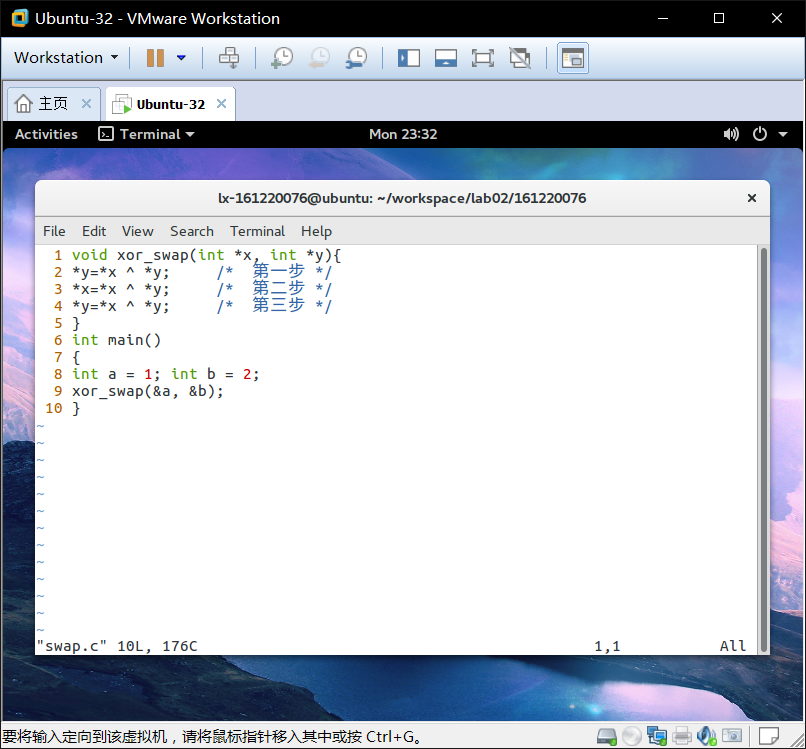 Ubuntu-32 - VMware Workstation
Workstation
主页 Ubuntu-32
Activities Terminal Mon 23:32
lx-161220076@ubuntu: ~/workspace/lab02/161220076
File Edit View Search Terminal Help
1 void xor_swap(int *x, int *y){
2 *y=*x ^ *y; /* 第一步 */
3 *x=*x ^ *y; /* 第二步 */
4 *y=*x ^ *y; /* 第三步 */
5 }
6 int main()
7 {
8 int a = 1; int b = 2;
9 xor_swap(&a, &b);
10 }
~
~
~
~
~
~
~
~
~
~
~
~
~
"swap.c" 10L, 176C 1,1 All
要将输入定向到该虚拟机，请将鼠标指针移入其中或按 Ctrl+G。